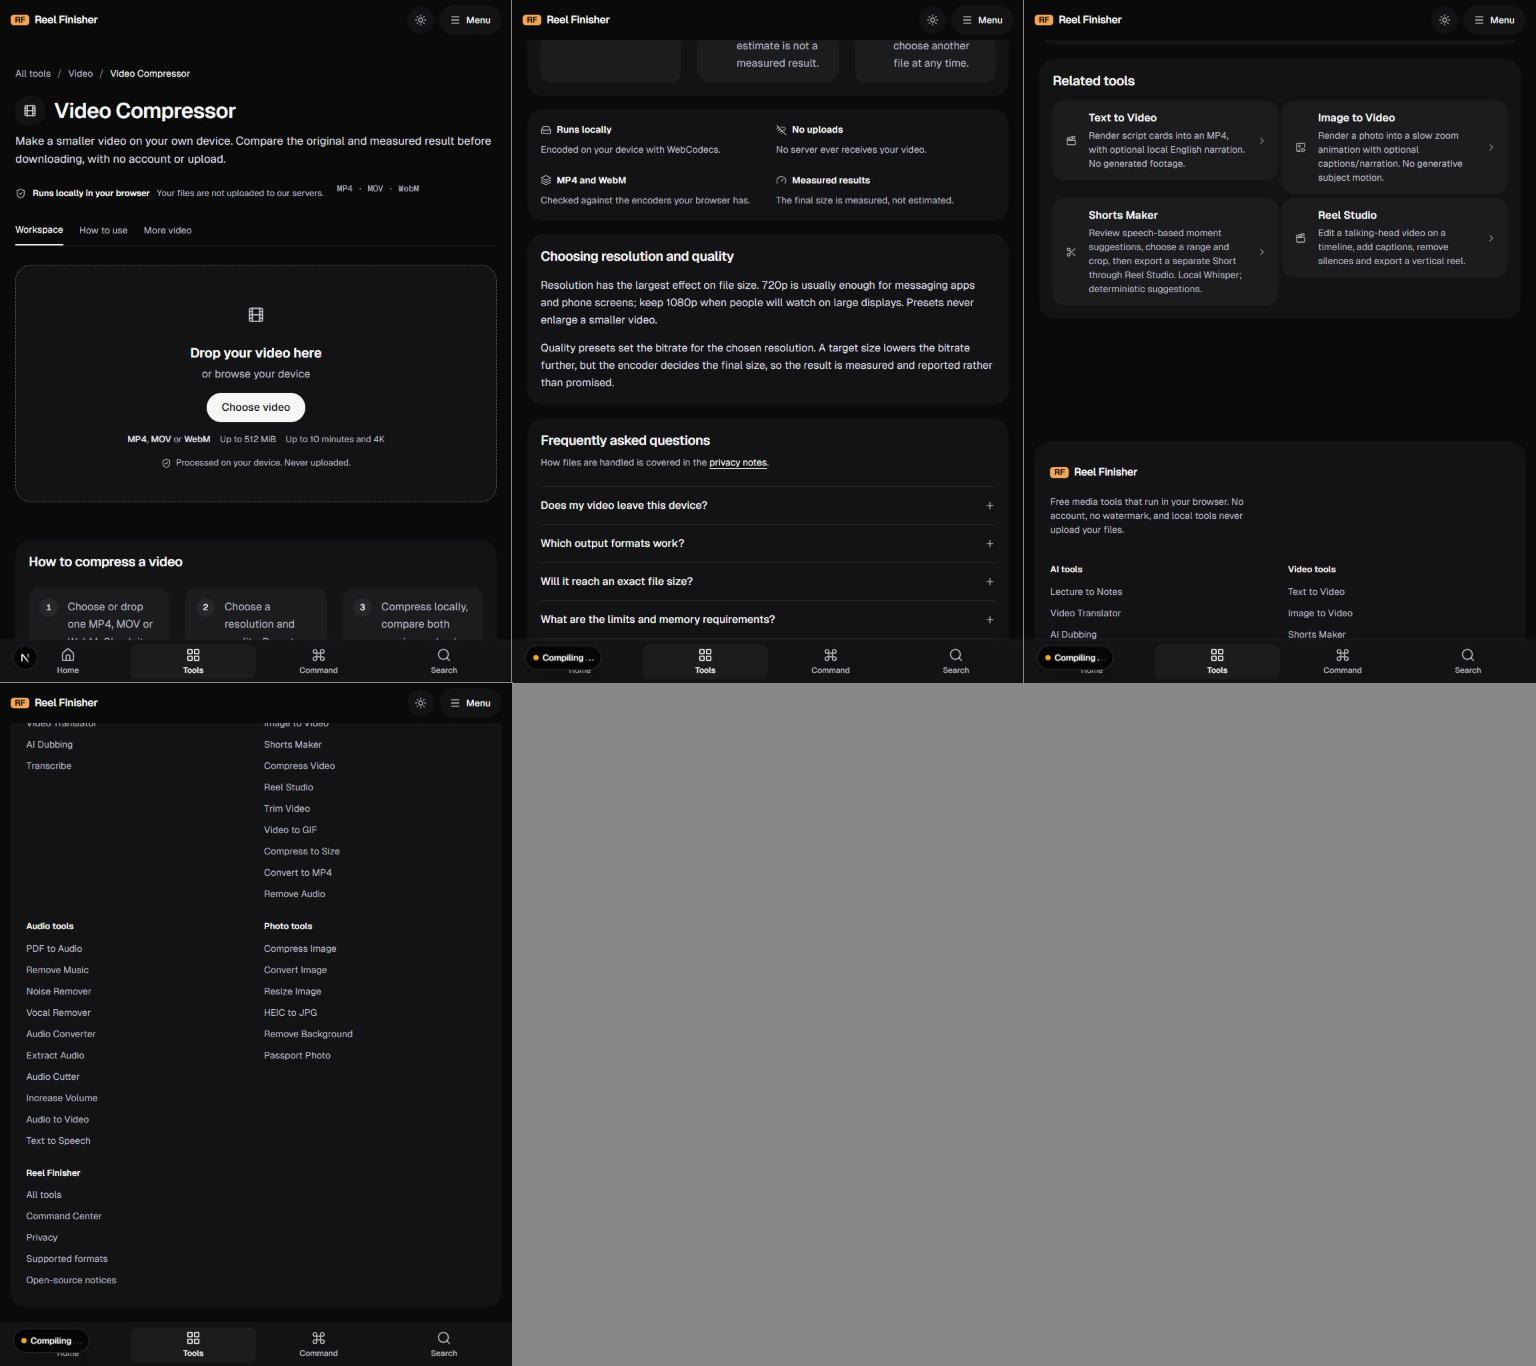 RF Reel Finisher
Menu
All tools / Video / Video Compressor
Video Compressor
Make a smaller video on your own device. Compare the original and measured result before
downloading, with no account or upload.
Runs locally in your browser Your files are not uploaded to our servers. MP4 · MOV · WebM
Workspace How to use More video
Drop your video here
or browse your device
Choose video
MP4, MOV or WebM Up to 512 MiB Up to 10 minutes and 4K
Processed on your device. Never uploaded.
How to compress a video
1 Choose or drop
one MP4, MOV or
2 Choose a
resolution and
3 Compress locally,
compare both
N
Home Tools Command Search
RF Reel Finisher
Menu
estimate is not a
measured result.
choose another
file at any time.
Runs locally
Encoded on your device with WebCodecs.
No uploads
No server ever receives your video.
MP4 and WebM
Checked against the encoders your browser has.
Measured results
The final size is measured, not estimated.
Choosing resolution and quality
Resolution has the largest effect on file size. 720p is usually enough for messaging apps
and phone screens; keep 1080p when people will watch on large displays. Presets never
enlarge a smaller video.
Quality presets set the bitrate for the chosen resolution. A target size lowers the bitrate
further, but the encoder decides the final size, so the result is measured and reported rather
than promised.
Frequently asked questions
How files are handled is covered in the privacy notes.
Does my video leave this device? +
Which output formats work? +
Will it reach an exact file size? +
What are the limits and memory requirements? +
Compiling ...
Tools Command Search
RF Reel Finisher
Menu
Related tools
Text to Video
Render script cards into an MP4,
with optional local English narration.
No generated footage.
Image to Video
Render a photo into a slow zoom
animation with optional
captions/narration. No generative
subject motion.
Shorts Maker
Review speech-based moment
suggestions, choose a range and
crop, then export a separate Short
through Reel Studio. Local Whisper;
deterministic suggestions.
Reel Studio
Edit a talking-head video on a
timeline, add captions, remove
silences and export a vertical reel.
RF Reel Finisher
Free media tools that run in your browser. No
account, no watermark, and local tools never
upload your files.
AI tools
Lecture to Notes
Video Translator
AI Dubbing
Video tools
Text to Video
Image to Video
Shorts Maker
Compiling ..
Tools Command Search
RF Reel Finisher
Menu
Video Translator
AI Dubbing
Transcribe
Image to Video
Shorts Maker
Compress Video
Reel Studio
Trim Video
Video to GIF
Compress to Size
Convert to MP4
Remove Audio
Audio tools
PDF to Audio
Remove Music
Noise Remover
Vocal Remover
Audio Converter
Extract Audio
Audio Cutter
Increase Volume
Audio to Video
Text to Speech
Photo tools
Compress Image
Convert Image
Resize Image
HEIC to JPG
Remove Background
Passport Photo
Reel Finisher
All tools
Command Center
Privacy
Supported formats
Open-source notices
Compiling
Tools Command Search